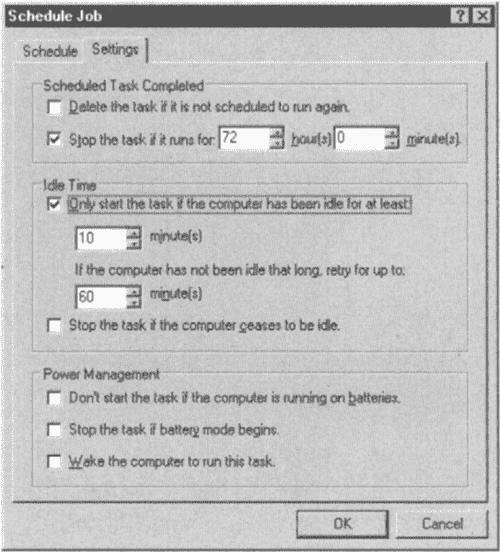 Schedule Job
Schedule Settings
Scheduled Task Completed
Delete the task if it is not scheduled to run again.
Stop the task if it runs for: 72 hour(s) 0 minute(s).
Idle Time
Only start the task if the computer has been idle for at least:
10 minute(s)
If the computer has not been idle that long, retry for up to:
60 minute(s)
Stop the task if the computer ceases to be idle.
Power Management
Don't start the task if the computer is running on batteries.
Stop the task if battery mode begins.
Wake the computer to run this task.
OK Cancel